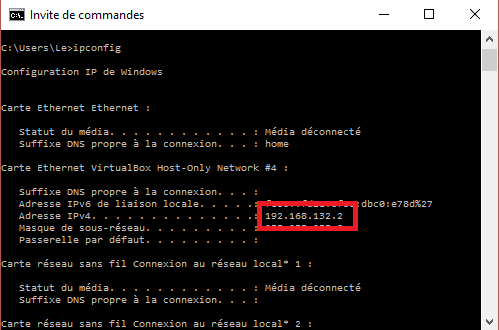 Invite de commandes
C:\Users\Le>ipconfig
Configuration IP de Windows
Carte Ethernet Ethernet :
Statut du média. . . . . . . . . . . . : Média déconnecté
Suffixe DNS propre à la connexion. . . : home
Carte Ethernet VirtualBox Host-Only Network #4 :
Suffixe DNS propre à la connexion. . . :
Adresse IPv6 de liaison locale. . . . .: :dbc0:e78d%27
Adresse IPv4. . . . . . . . . . . . . .: 192.168.132.2
Masque de sous-réseau. . . . . . . . . :
Passerelle par défaut. . . . . . . . . :
Carte réseau sans fil Connexion au réseau local* 1 :
Statut du média. . . . . . . . . . . . : Média déconnecté
Suffixe DNS propre à la connexion. . . :
Carte réseau sans fil Connexion au réseau local* 2 :